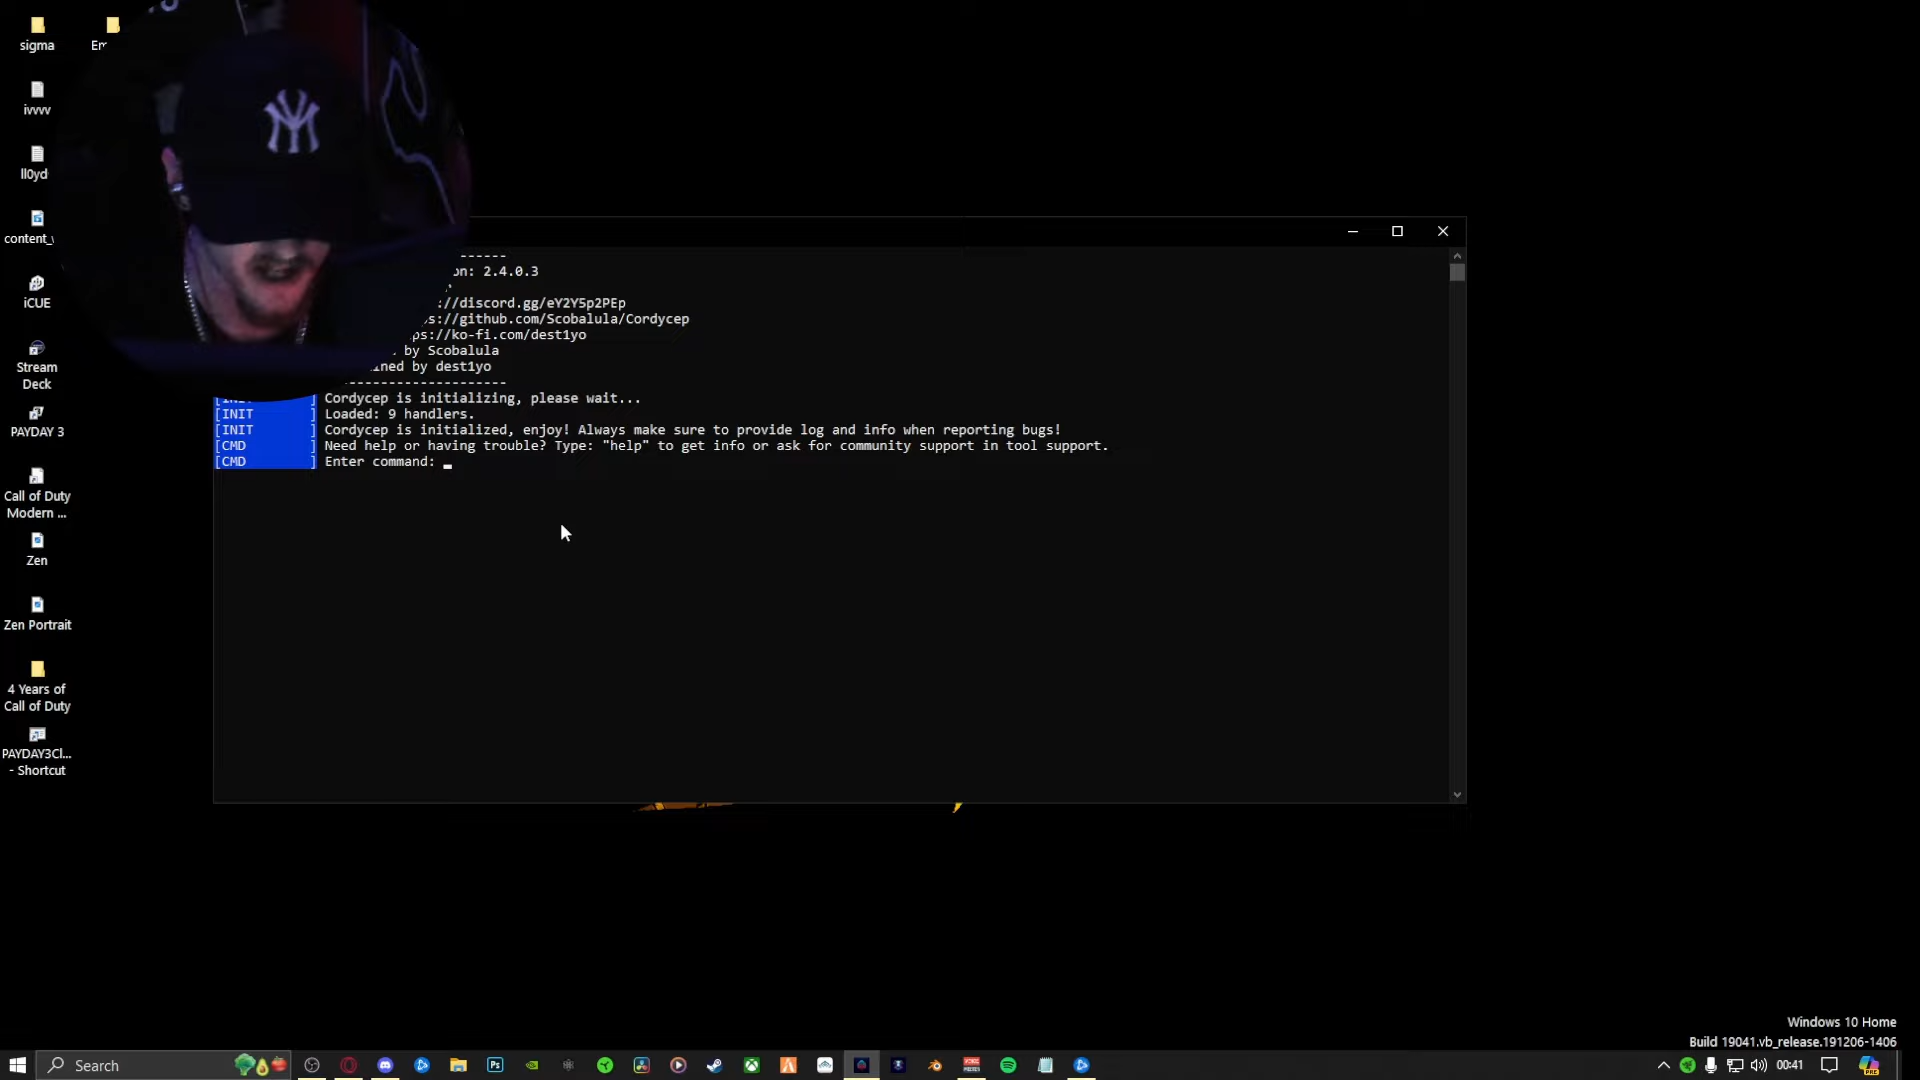 sigma
ivvvv
ll0yd
iCUE
Stream
Deck
PAYDAY 3
Call of Duty
Modern ...
Zen
Zen Portrait
4 Years of
Call of Duty
PAYDAY3Cl...
- Shortcut
NY
-------
2.4.0.3
://discord.gg/eY2Y5p2PEp
://github.com/Scobalula/Cordycep
://ko-fi.com/dest1yo
by Scobalula
by dest1yo
---------------------
Cordycep is initializing, please wait...
[INIT ] Loaded: 9 handlers.
[INIT ] Cordycep is initialized, enjoy! Always make sure to provide log and info when reporting bugs!
[CMD ] Need help or having trouble? Type: "help" to get info or ask for community support in tool support.
[CMD ] Enter command:
Windows 10 Home
Build 19041.vb_release.191206-1406
Search
Ps
00:41
PRE